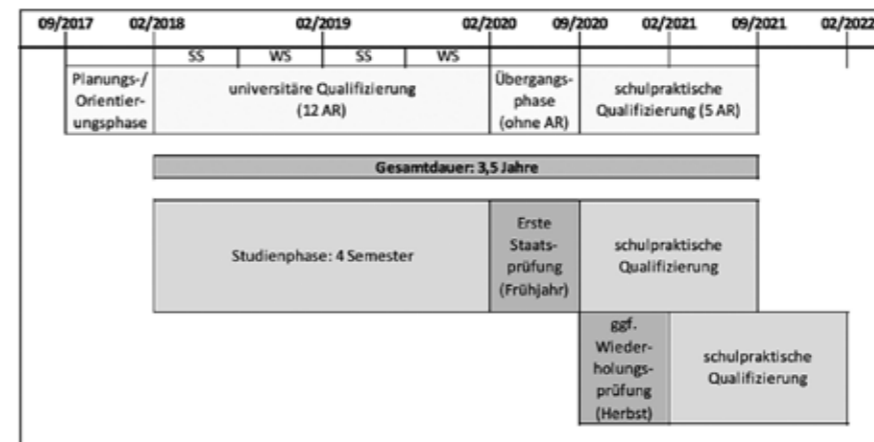 09/2017 02/2018 02/2019 02/2020 09/2020 02/2021 09/2021 02/2022
SS WS SS WS
Planungs-/
Orientier-
ungsphase
universitäre Qualifizierung
(12 AR)
Übergangs-
phase
(ohne AR)
schulpraktische
Qualifizierung (5 AR)
Gesamtdauer: 3,5 Jahre
Studienphase: 4 Semester
Erste
Staats-
prüfung
(Frühjahr)
schulpraktische
Qualifizierung
ggf.
Wieder-
holungs-
prüfung
(Herbst)
schulpraktische
Qualifizierung